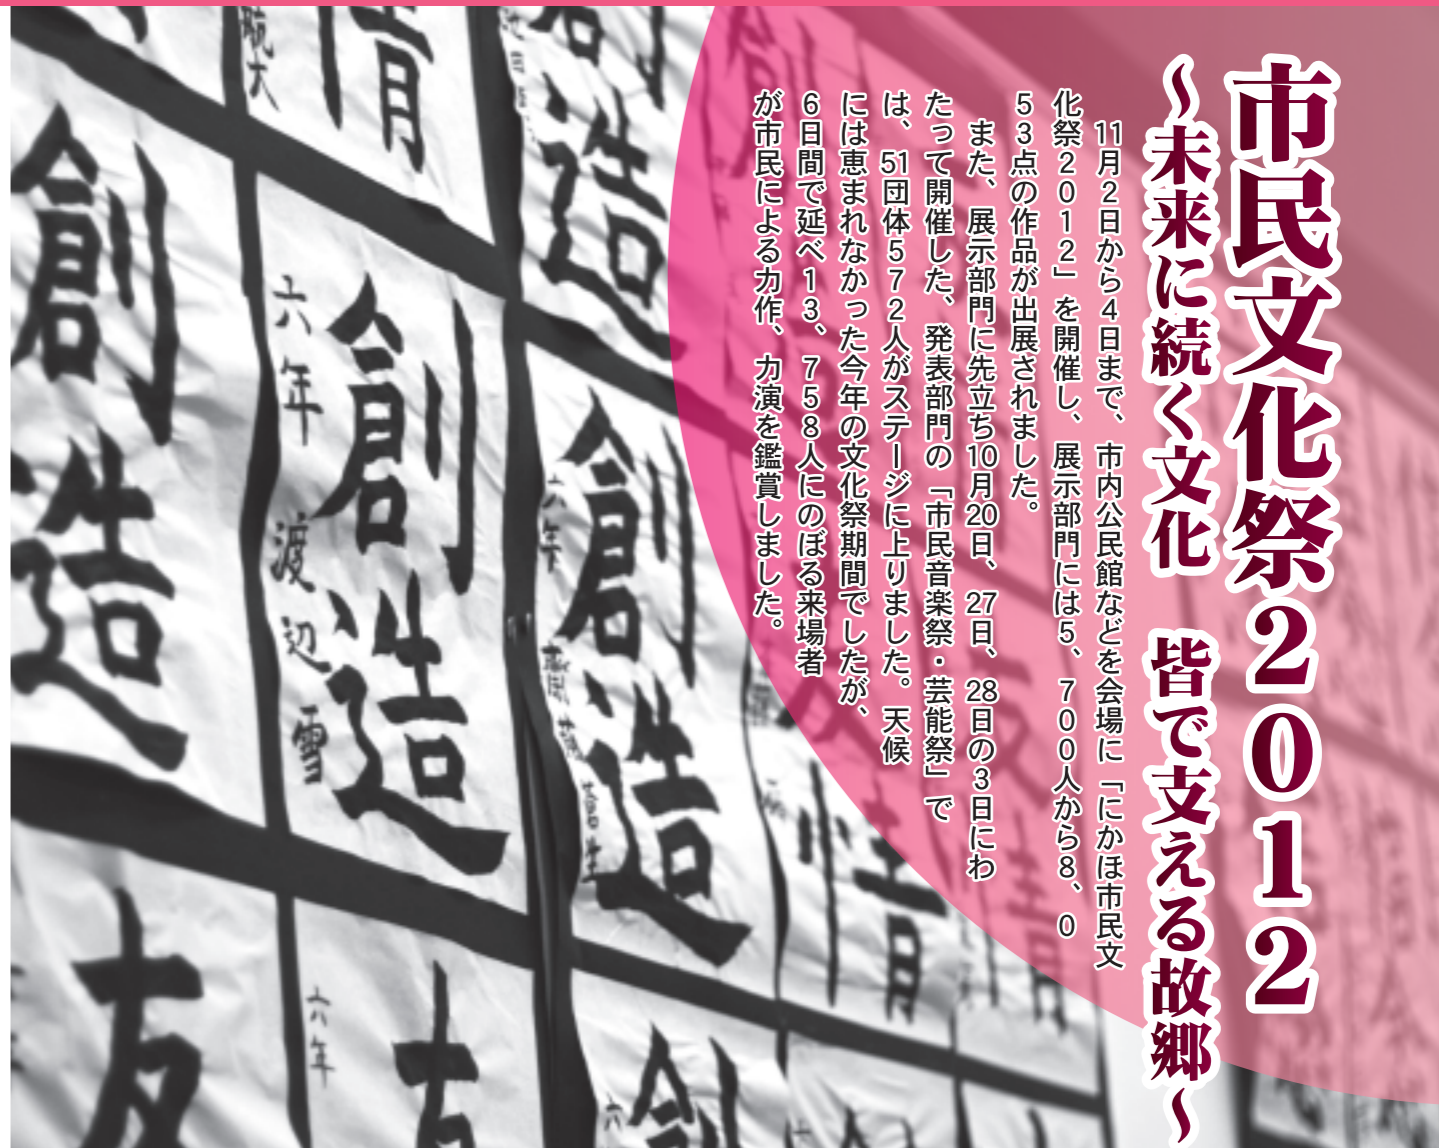 市民文化祭2012
～未来に続く文化　皆で支える故郷～
11月2日から4日まで、市内公民館などを会場に「にかほ市民文
化祭2012」を開催し、展示部門には5、700人から8、0
53点の作品が出展されました。
また、展示部門に先立ち10月20日、27日、28日の3日にわ
たって開催した、発表部門の「市民音楽祭・芸能祭」で
は、51団体572人がステージに上りました。天候
には恵まれなかった今年の文化祭期間でしたが、
6日間で延べ13、758人にのぼる来場者
が市民による力作、力演を鑑賞しました。
創造
創造
六年　渡辺　雪
創造
六年
造
情
友
友
六年
創
情
航大